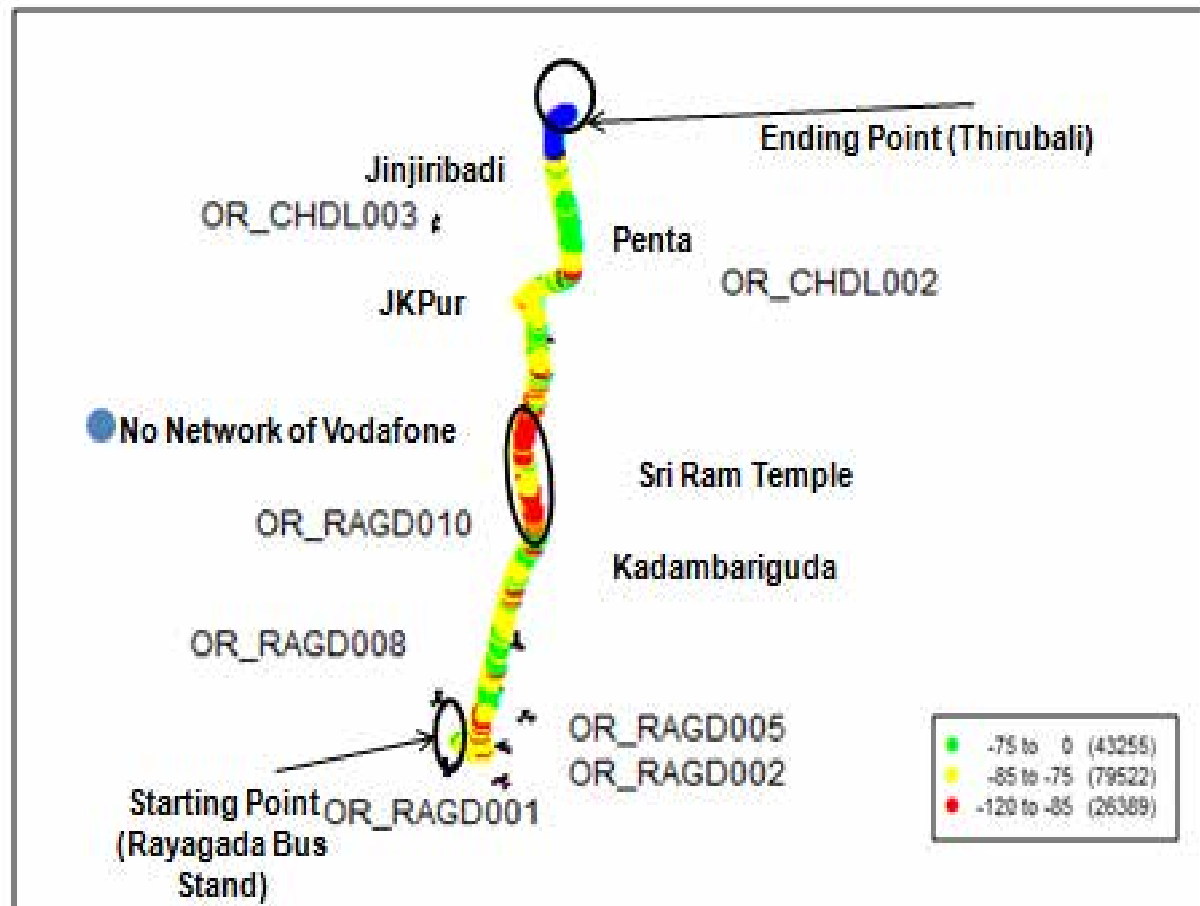 Ending Point (Thirubali)
Jinjiribadi
OR_CHDL003
Penta
OR_CHDL002
JKPur
No Network of Vodafone
Sri Ram Temple
OR_RAGD010
Kadambariguda
OR_RAGD008
OR_RAGD005
OR_RAGD002
Starting Point
(Rayagada Bus
Stand)
OR_RAGD001
-75 to 0 (43255)
-85 to -75 (79522)
-120 to -85 (26389)